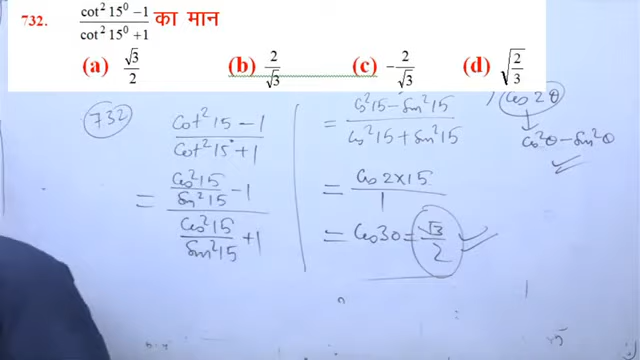 732. (cot² 15⁰ − 1)/(cot² 15⁰ + 1) का मान
(a) √3/2 (b) 2/√3 (c) −2/√3 (d) √(2/3)
732
(cot² 15 − 1)/(cot² 15° + 1)
= (cos² 15/sin² 15 − 1)/(cos² 15/sin² 15 + 1)
= (cos² 15 − sin² 15)/(cos² 15 + sin² 15)
= cos 2×15/1
= cos 30 = √3/2
cos 2θ
cos²θ − sin²θ